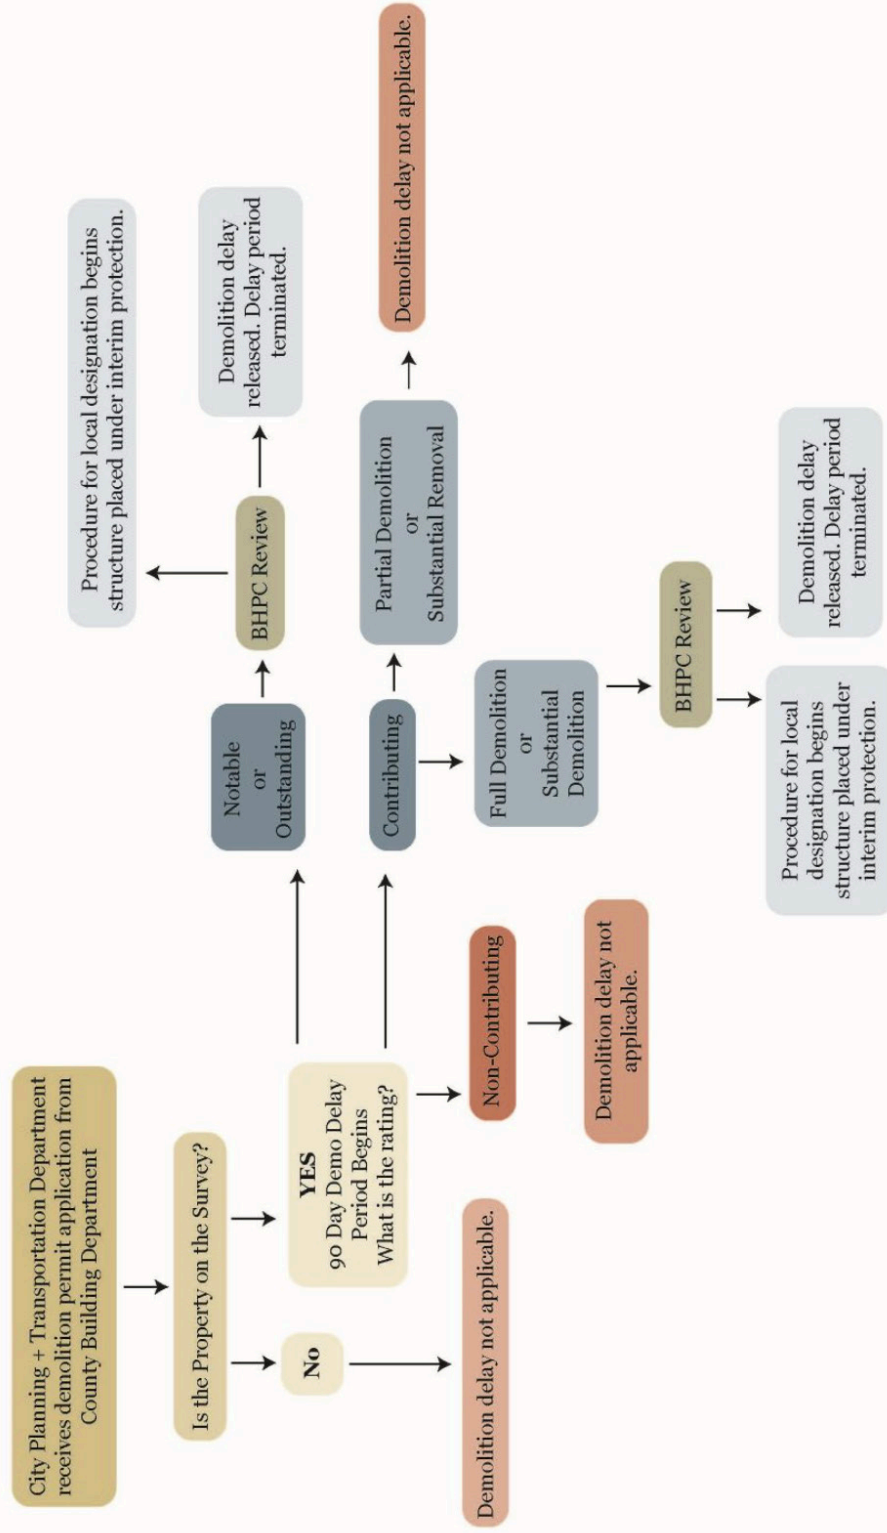 City Planning + Transportation Department
receives demolition permit application from
County Building Department
Is the Property on the Survey?
No
Demolition delay not applicable.
YES
90 Day Demo Delay
Period Begins
What is the rating?
Non-Contributing
Demolition delay not
applicable.
Notable
or
Outstanding
BHPC Review
Procedure for local designation begins
structure placed under interim protection.
Demolition delay
released. Delay period
terminated.
Contributing
Partial Demolition
or
Substantial Removal
Demolition delay not applicable.
Full Demolition
or
Substantial
Demolition
BHPC Review
Procedure for local
designation begins
structure placed under
interim protection.
Demolition delay
released. Delay period
terminated.